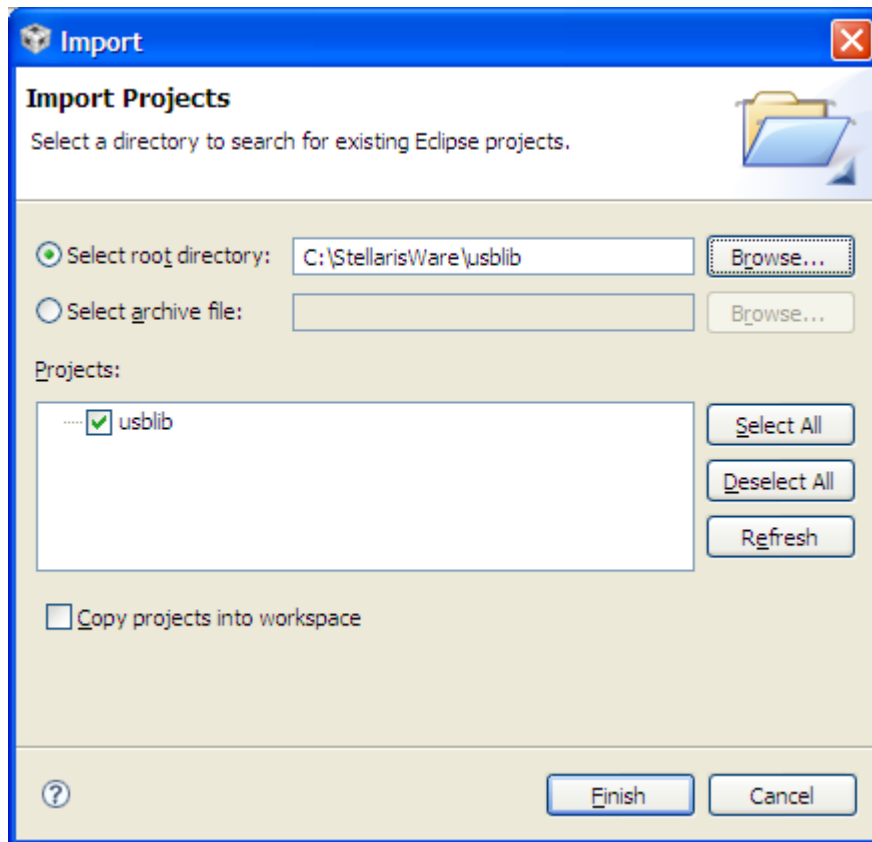 Import
Import Projects
Select a directory to search for existing Eclipse projects.
Select root directory: C:\StellarisWare\usblib Browse...
Select archive file: Browse...
Projects:
usblib
Select All
Deselect All
Refresh
Copy projects into workspace
? Finish Cancel